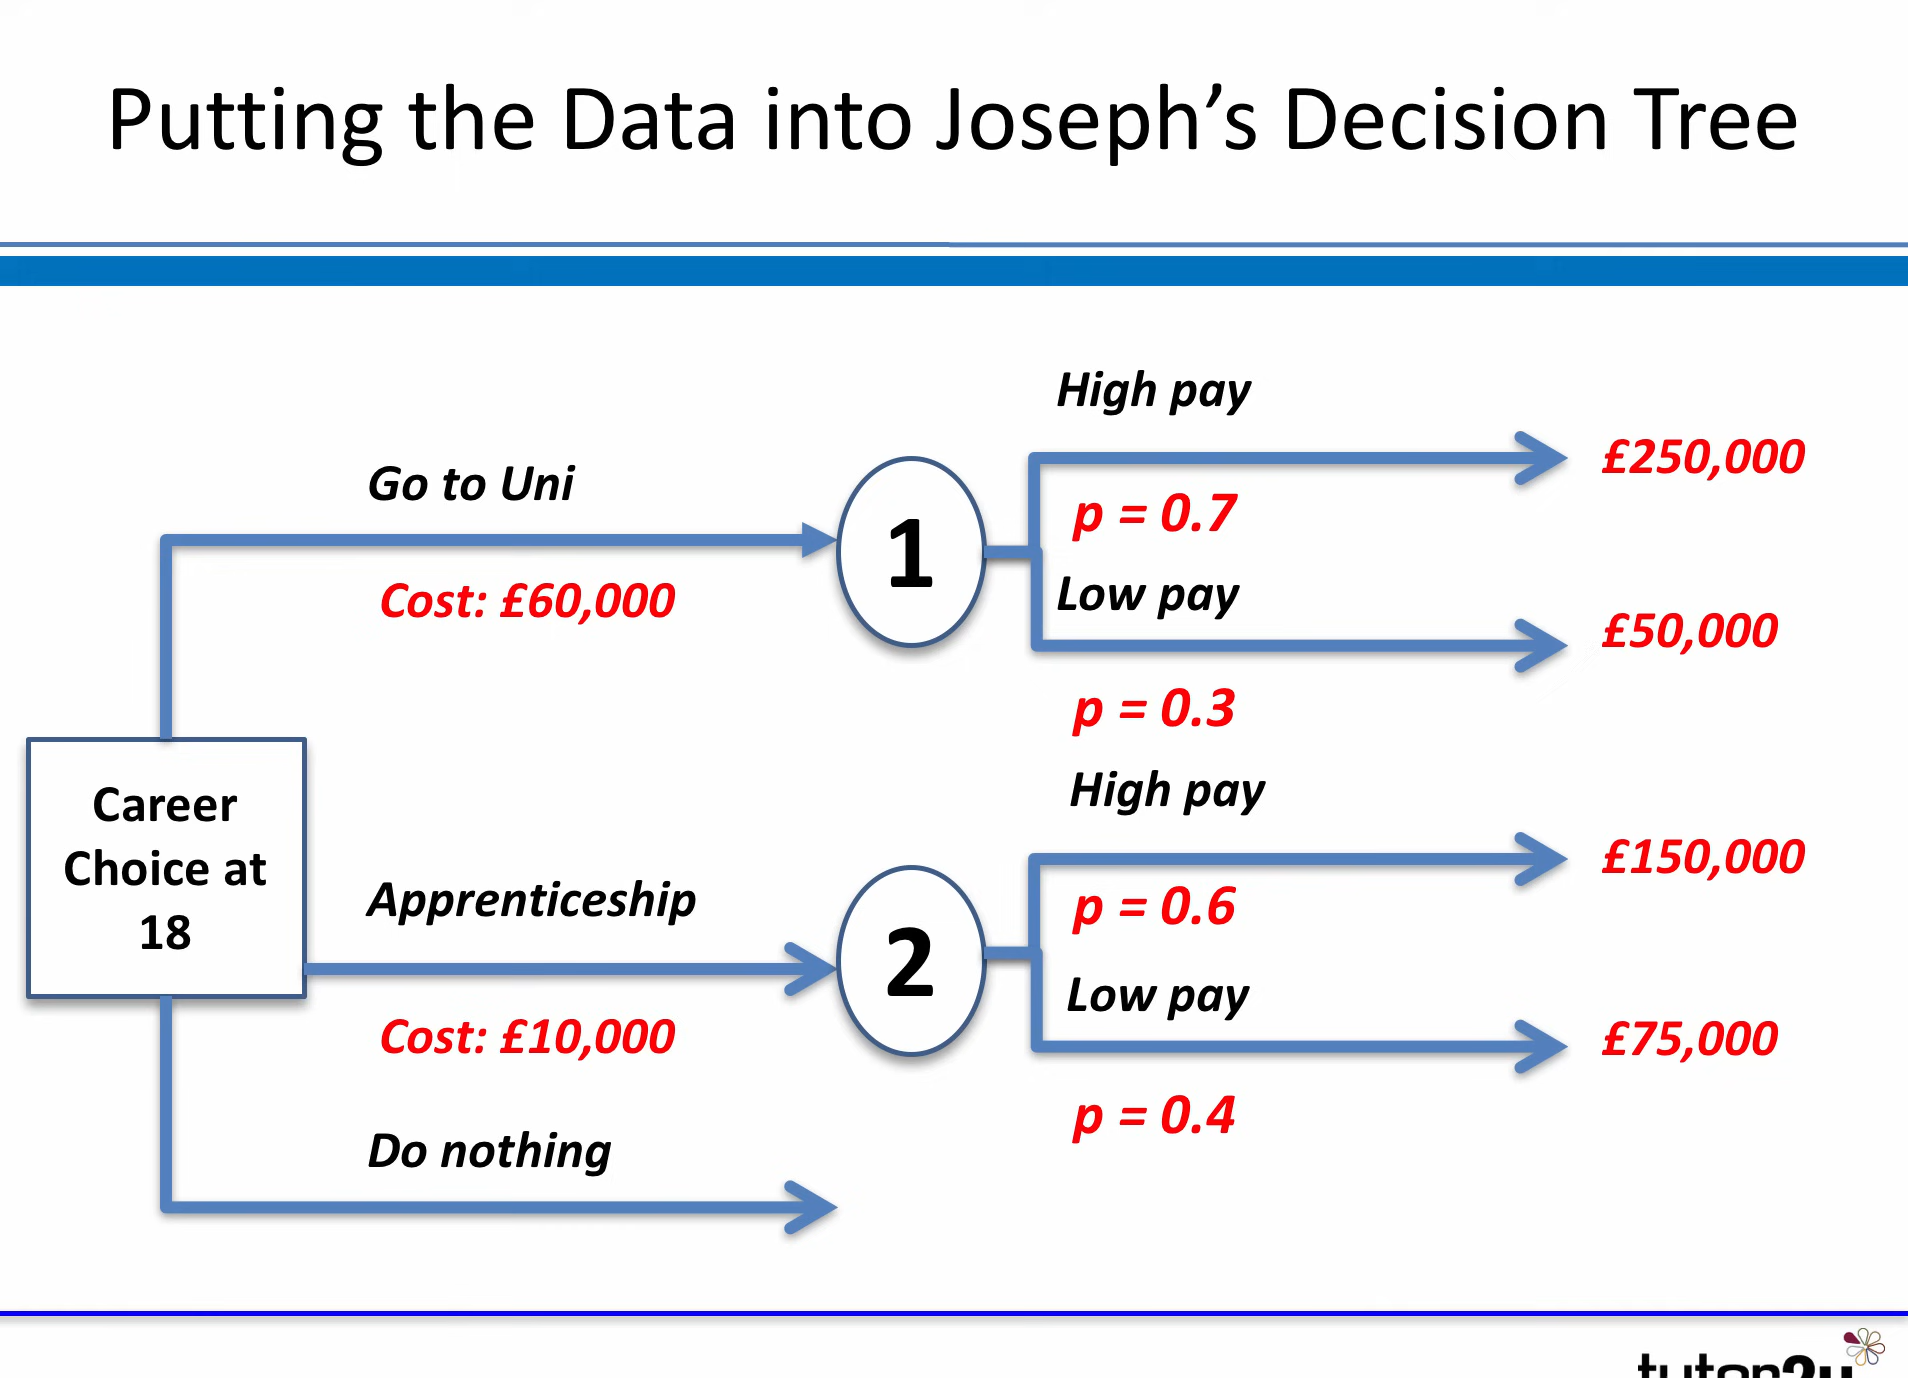 Putting the Data into Joseph’s Decision Tree
High pay
£250,000
Go to Uni
p = 0.7
1
Cost: £60,000
Low pay
£50,000
p = 0.3
High pay
Career
Choice at
18
£150,000
Apprenticeship
p = 0.6
2
Low pay
Cost: £10,000
£75,000
p = 0.4
Do nothing
tutor2u